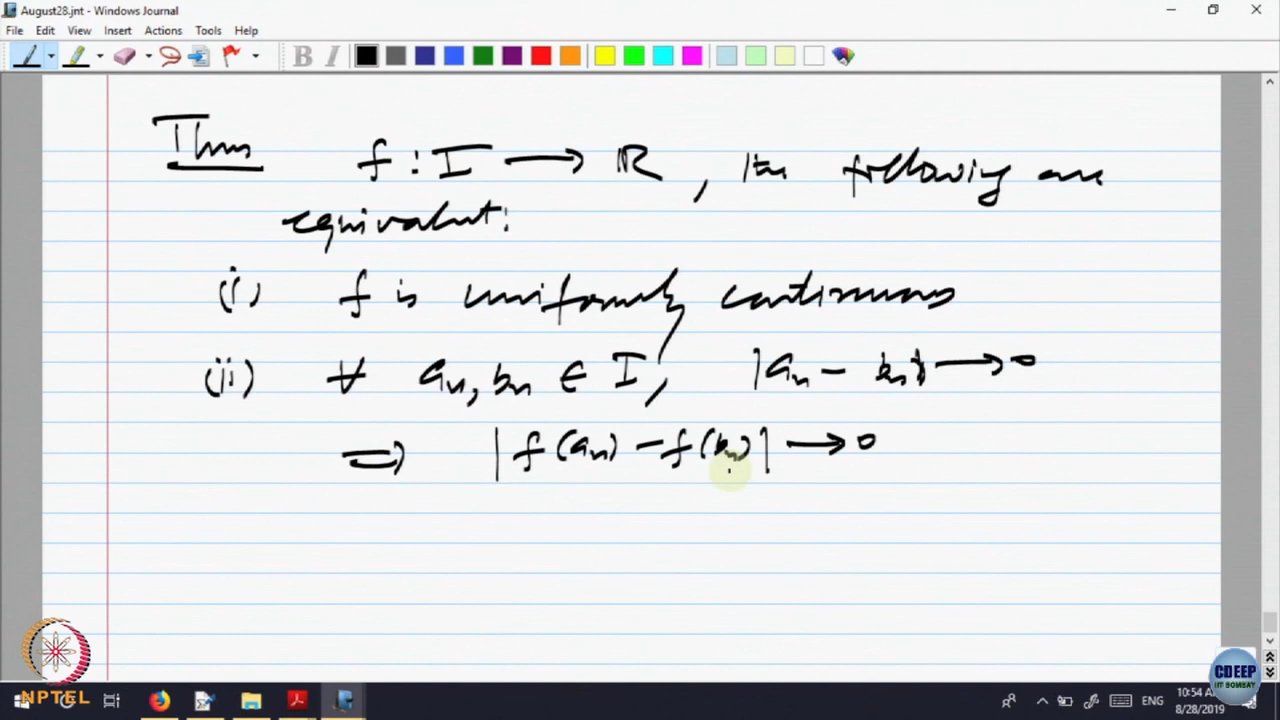 August28.jnt - Windows Journal
File Edit View Insert Actions Tools Help
B I
Thm f : I → ℝ, the following are
equivalent:
(i) f is uniformly continuous
(ii) ∀ aₙ, bₙ ∈ I, |aₙ - bₙ| → 0
⇒ |f(aₙ) - f(bₙ)| → 0
NPTEL
CDEEP
IIT BOMBAY
ENG
10:54 A
8/28/2019